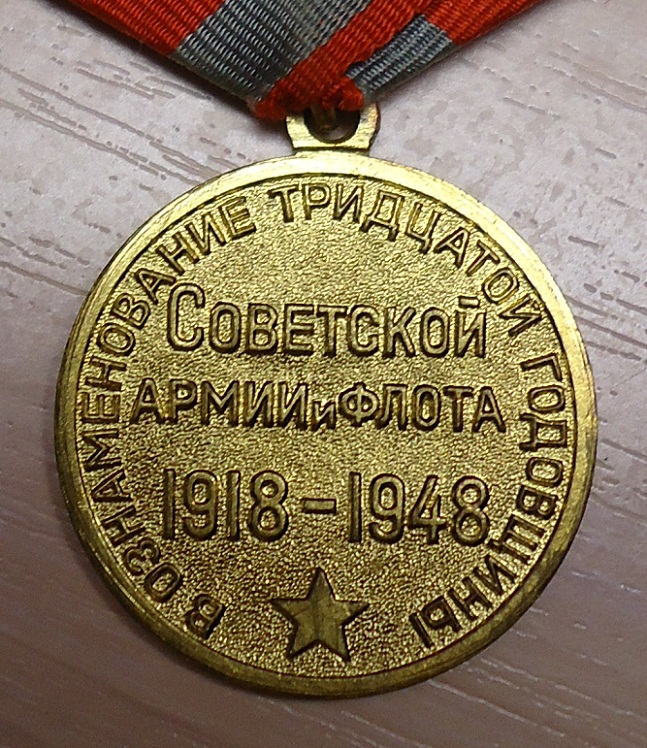 В ОЗНАМЕНОВАНИЕ ТРИДЦАТОЙ ГОДОВЩИНЫ
СОВЕТСКОЙ
АРМИИ и ФЛОТА
1918-1948